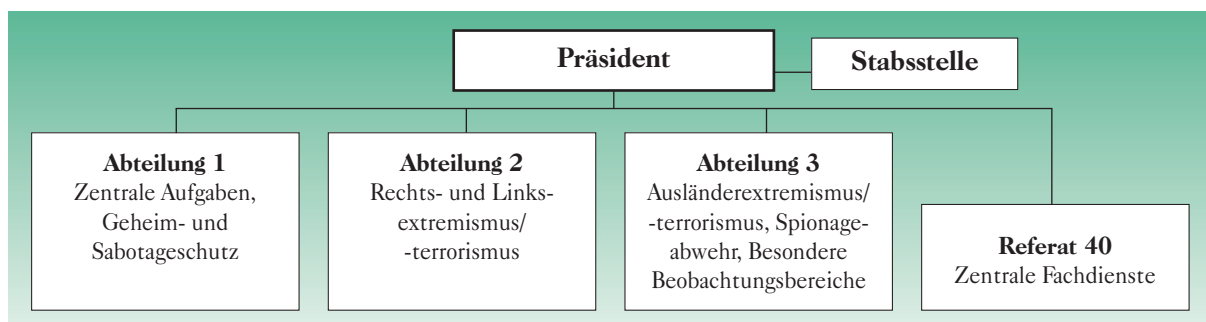 Präsident
Stabsstelle
Abteilung 1
Zentrale Aufgaben,
Geheim- und
Sabotageschutz
Abteilung 2
Rechts- und Links-
extremismus/
-terrorismus
Abteilung 3
Ausländerextremismus/
-terrorismus, Spionage-
abwehr, Besondere
Beobachtungsbereiche
Referat 40
Zentrale Fachdienste